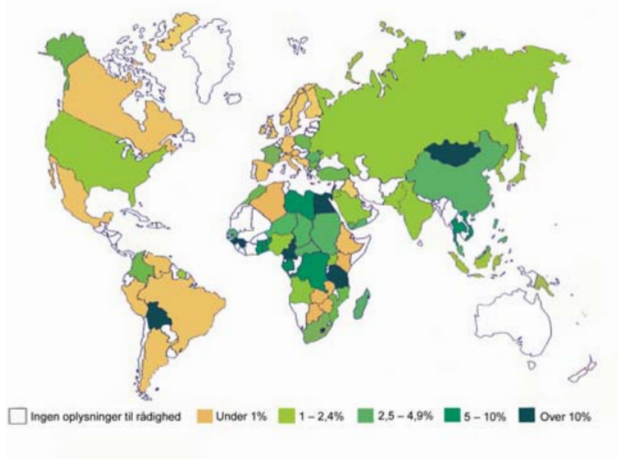 Ingen oplysninger til rådighed Under 1% 1 – 2,4% 2,5 – 4,9% 5 – 10% Over 10%